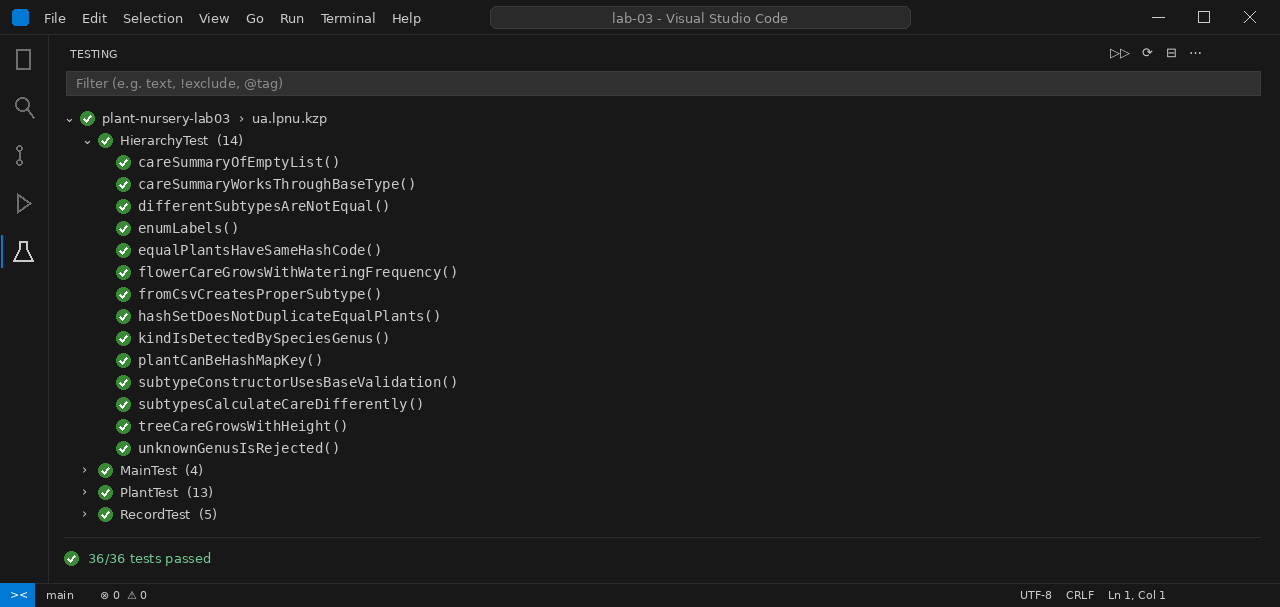 File Edit Selection View Go Run Terminal Help lab-03 - Visual Studio Code
TESTING
Filter (e.g. text, !exclude, @tag)
plant-nursery-lab03 › ua.lpnu.kzp
HierarchyTest (14)
careSummaryOfEmptyList()
careSummaryWorksThroughBaseType()
differentSubtypesAreNotEqual()
enumLabels()
equalPlantsHaveSameHashCode()
flowerCareGrowsWithWateringFrequency()
fromCsvCreatesProperSubtype()
hashSetDoesNotDuplicateEqualPlants()
kindIsDetectedBySpeciesGenus()
plantCanBeHashMapKey()
subtypeConstructorUsesBaseValidation()
subtypesCalculateCareDifferently()
treeCareGrowsWithHeight()
unknownGenusIsRejected()
MainTest (4)
PlantTest (13)
RecordTest (5)
36/36 tests passed
>< main ⊗ 0 ⚠ 0 UTF-8 CRLF Ln 1, Col 1